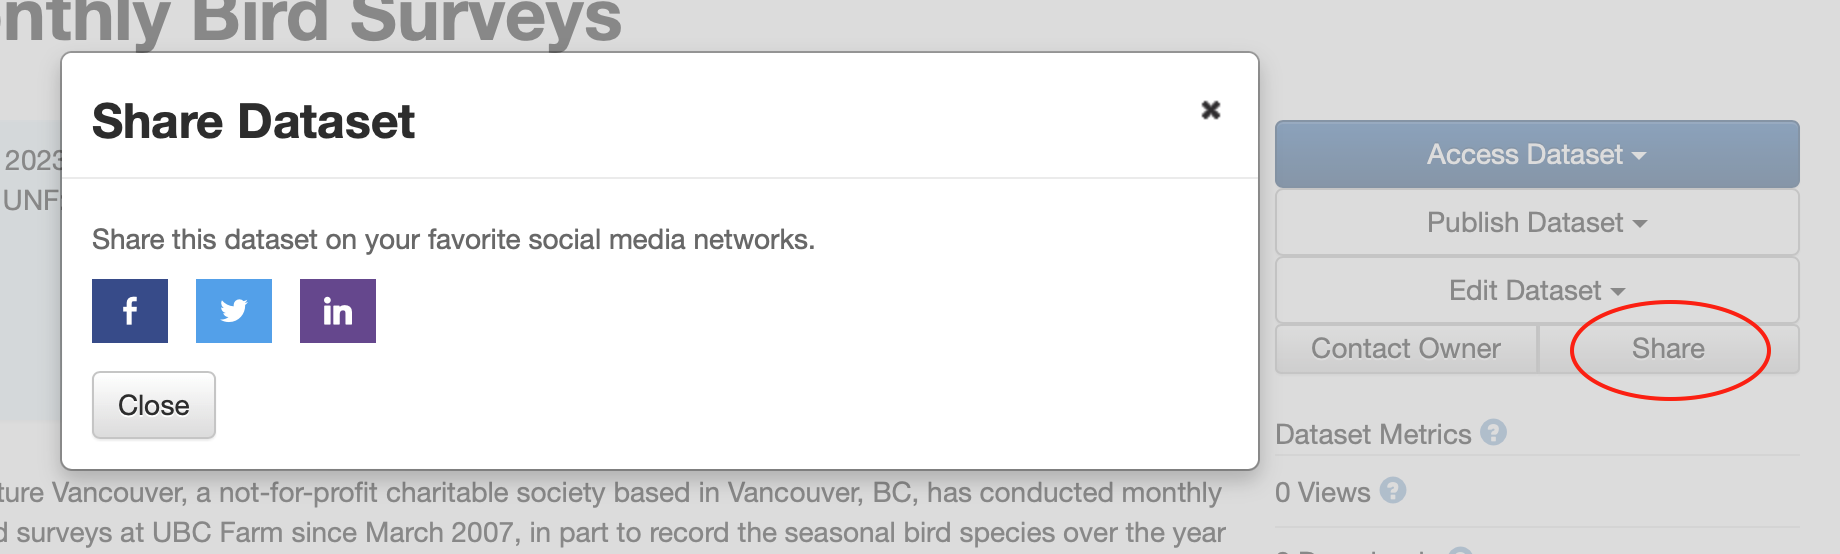 nthly Bird Surveys
Share Dataset
2023
UNF:
Share this dataset on your favorite social media networks.
f
in
Close
Access Dataset
Publish Dataset
Edit Dataset
Contact Owner
Share
Dataset Metrics ?
0 Views ?
ture Vancouver, a not-for-profit charitable society based in Vancouver, BC, has conducted monthly
d surveys at UBC Farm since March 2007, in part to record the seasonal bird species over the year